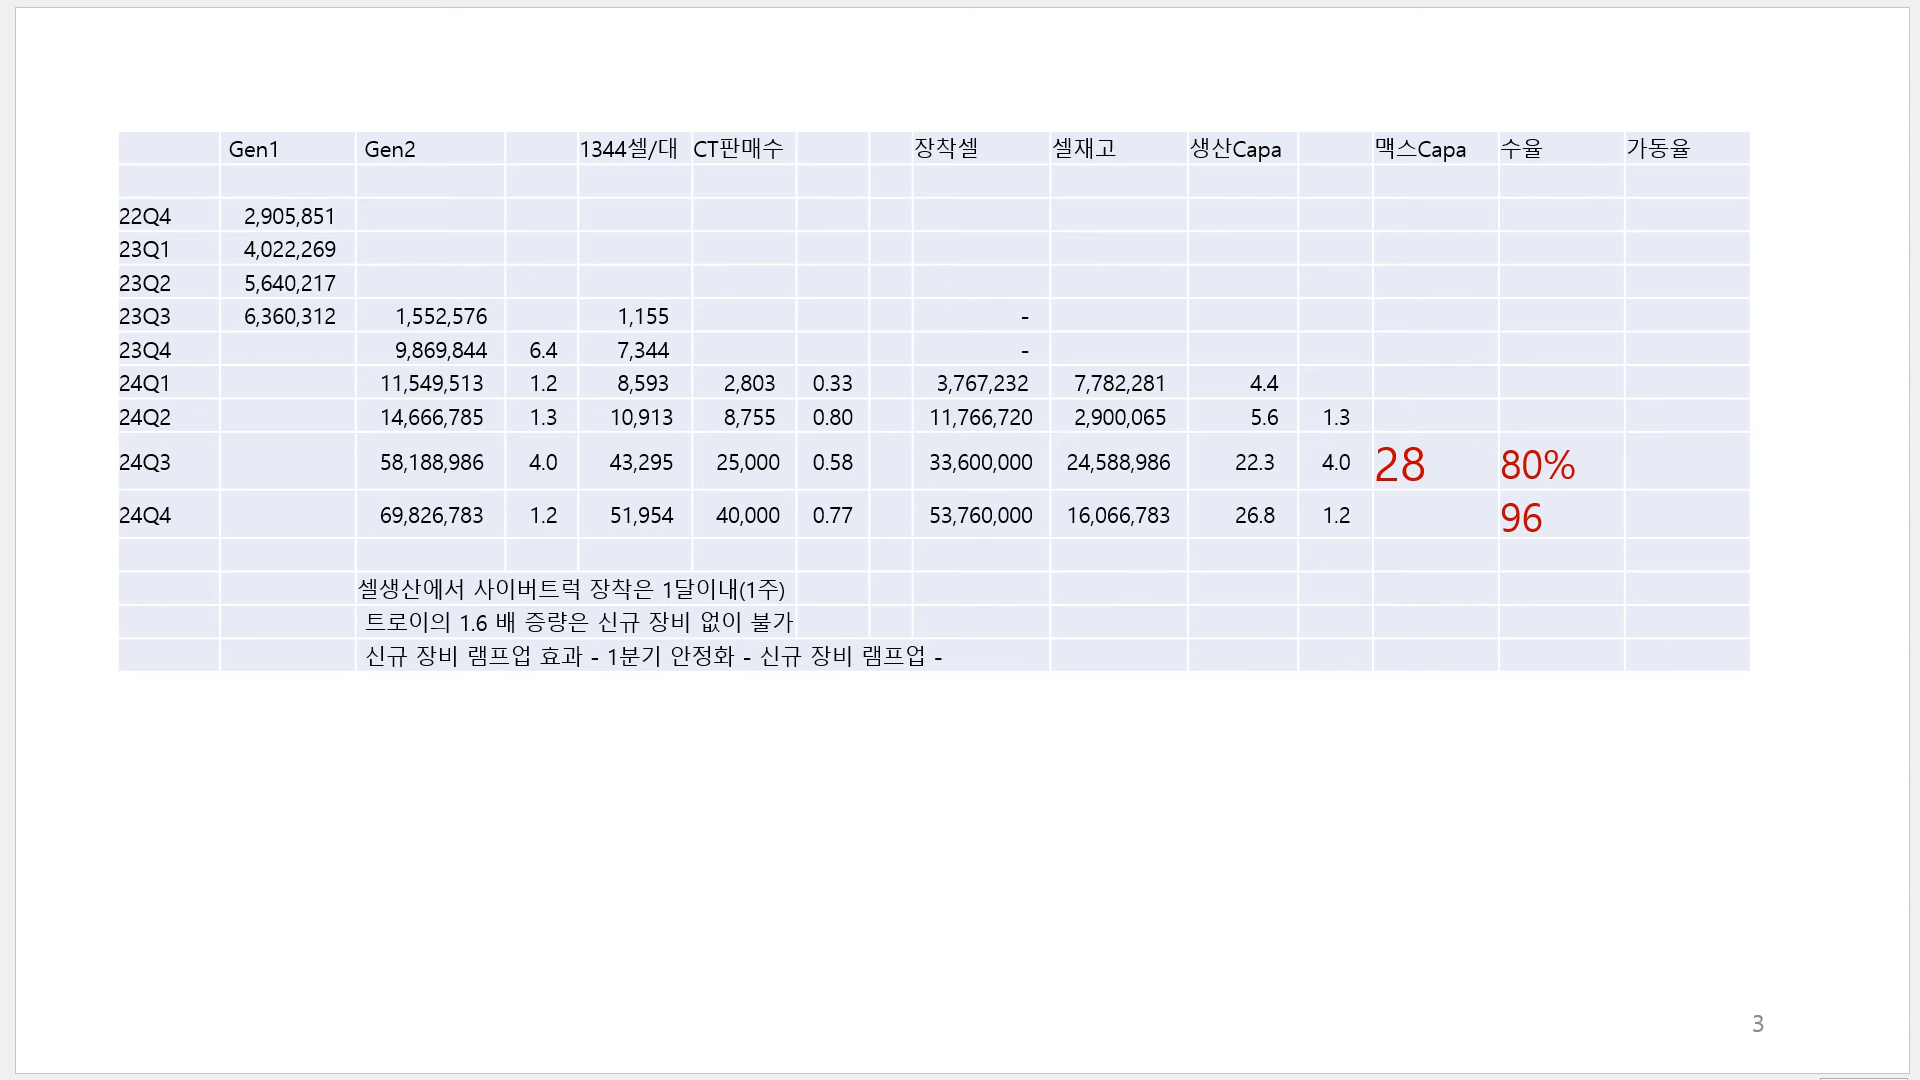 Gen1 Gen2 1344셀/대 CT판매수 장착셀 셀재고 생산Capa 맥스Capa 수율 가동율
22Q4 2,905,851
23Q1 4,022,269
23Q2 5,640,217
23Q3 6,360,312 1,552,576 1,155 -
23Q4 9,869,844 6.4 7,344 -
24Q1 11,549,513 1.2 8,593 2,803 0.33 3,767,232 7,782,281 4.4
24Q2 14,666,785 1.3 10,913 8,755 0.80 11,766,720 2,900,065 5.6 1.3
24Q3 58,188,986 4.0 43,295 25,000 0.58 33,600,000 24,588,986 22.3 4.0 28 80%
24Q4 69,826,783 1.2 51,954 40,000 0.77 53,760,000 16,066,783 26.8 1.2 96
셀생산에서 사이버트럭 장착은 1달이내(1주)
트로이의 1.6 배 증량은 신규 장비 없이 불가
신규 장비 램프업 효과 - 1분기 안정화 - 신규 장비 램프업 -
3